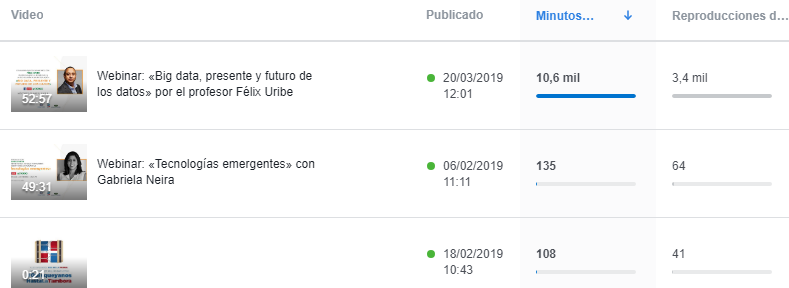 Video
Publicado
Minutos...
Reproducciones d...
52:57
Webinar: «Big data, presente y futuro de
los datos» por el profesor Félix Uribe
20/03/2019
12:01
10,6 mil
3,4 mil
49:31
Webinar: «Tecnologías emergentes» con
Gabriela Neira
06/02/2019
11:11
135
64
0:21
18/02/2019
10:43
108
41